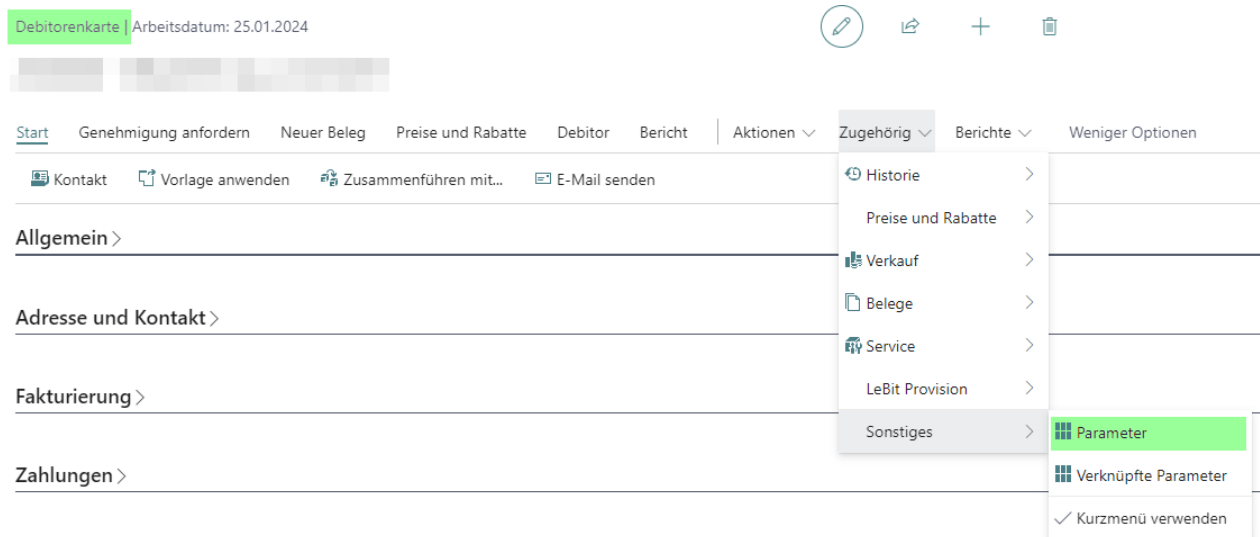 Debitorenkarte | Arbeitsdatum: 25.01.2024
Start Genehmigung anfordern Neuer Beleg Preise und Rabatte Debitor Bericht Aktionen Zugehörig Berichte Weniger Optionen
Kontakt Vorlage anwenden Zusammenführen mit... E-Mail senden
Historie
Preise und Rabatte
Allgemein
Verkauf
Belege
Adresse und Kontakt
Service
LeBit Provision
Fakturierung
Sonstiges Parameter
Zahlungen Verknüpfte Parameter
Kurzmenü verwenden